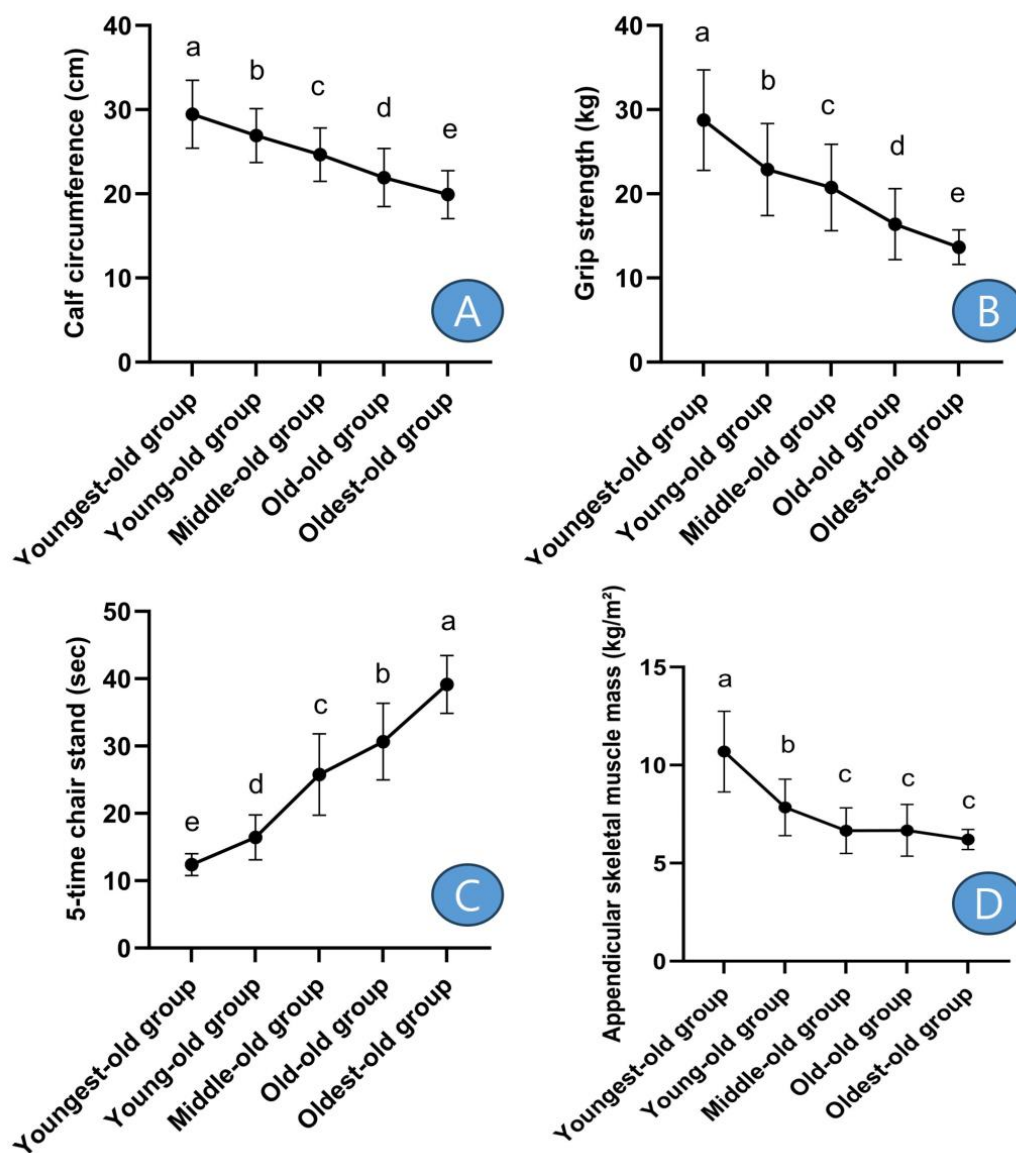 Calf circumference (cm)
40
30
20
10
0
a
b
c
d
e
A
Youngest-old group
Young-old group
Middle-old group
Old-old group
Oldest-old group
Grip strength (kg)
40
30
20
10
0
a
b
c
d
e
B
Youngest-old group
Young-old group
Middle-old group
Old-old group
Oldest-old group
5-time chair stand (sec)
50
40
30
20
10
0
e
d
c
b
a
C
Youngest-old group
Young-old group
Middle-old group
Old-old group
Oldest-old group
Appendicular skeletal muscle mass (kg/m²)
15
10
5
0
a
b
c
c
c
D
Youngest-old group
Young-old group
Middle-old group
Old-old group
Oldest-old group